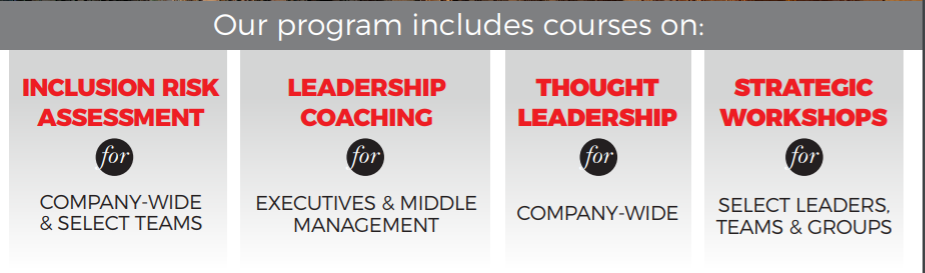 Our program includes courses on:
INCLUSION RISK
ASSESSMENT
for
COMPANY-WIDE
& SELECT TEAMS
LEADERSHIP
COACHING
for
EXECUTIVES & MIDDLE
MANAGEMENT
THOUGHT
LEADERSHIP
for
COMPANY-WIDE
STRATEGIC
WORKSHOPS
for
SELECT LEADERS,
TEAMS & GROUPS